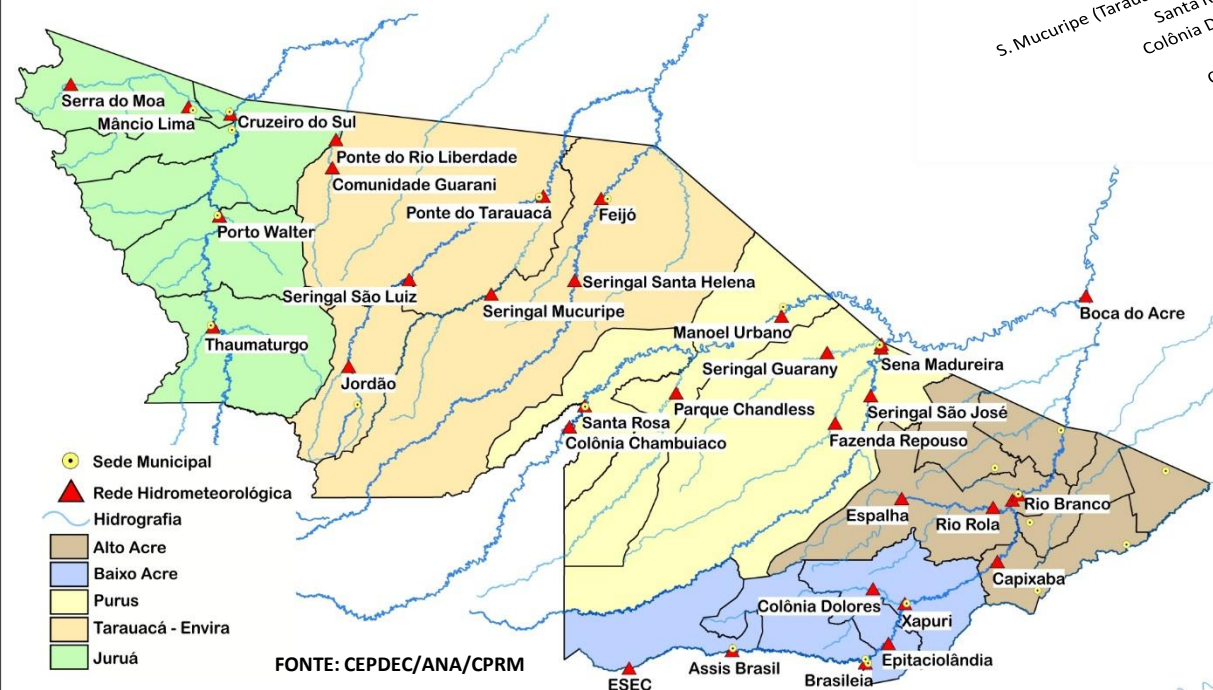 S. Mucuripe
Serra do Moa
Mâncio Lima
Cruzeiro do Sul
Ponte do Rio Liberdade
Comunidade Guarani
Ponte do Tarauacá
Feijó
Porto Walter
Seringal São Luiz
Seringal Mucuripe
Seringal Santa Helena
Thaumaturgo
Jordão
Manoel Urbano
Boca do Acre
Seringal Guarany
Sena Madureira
Parque Chandless
Seringal São José
Santa Rosa
Colônia Chambuiaco
Fazenda Repouso
Espalha
Rio Rola
Rio Branco
Capixaba
Colônia Dolores
Xapuri
Epitaciolândia
Assis Brasil
Brasileia
ESEC
Sede Municipal
Rede Hidrometeorológica
Hidrografia
Alto Acre
Baixo Acre
Purus
Tarauacá - Envira
Juruá
FONTE: CEPDEC/ANA/CPRM